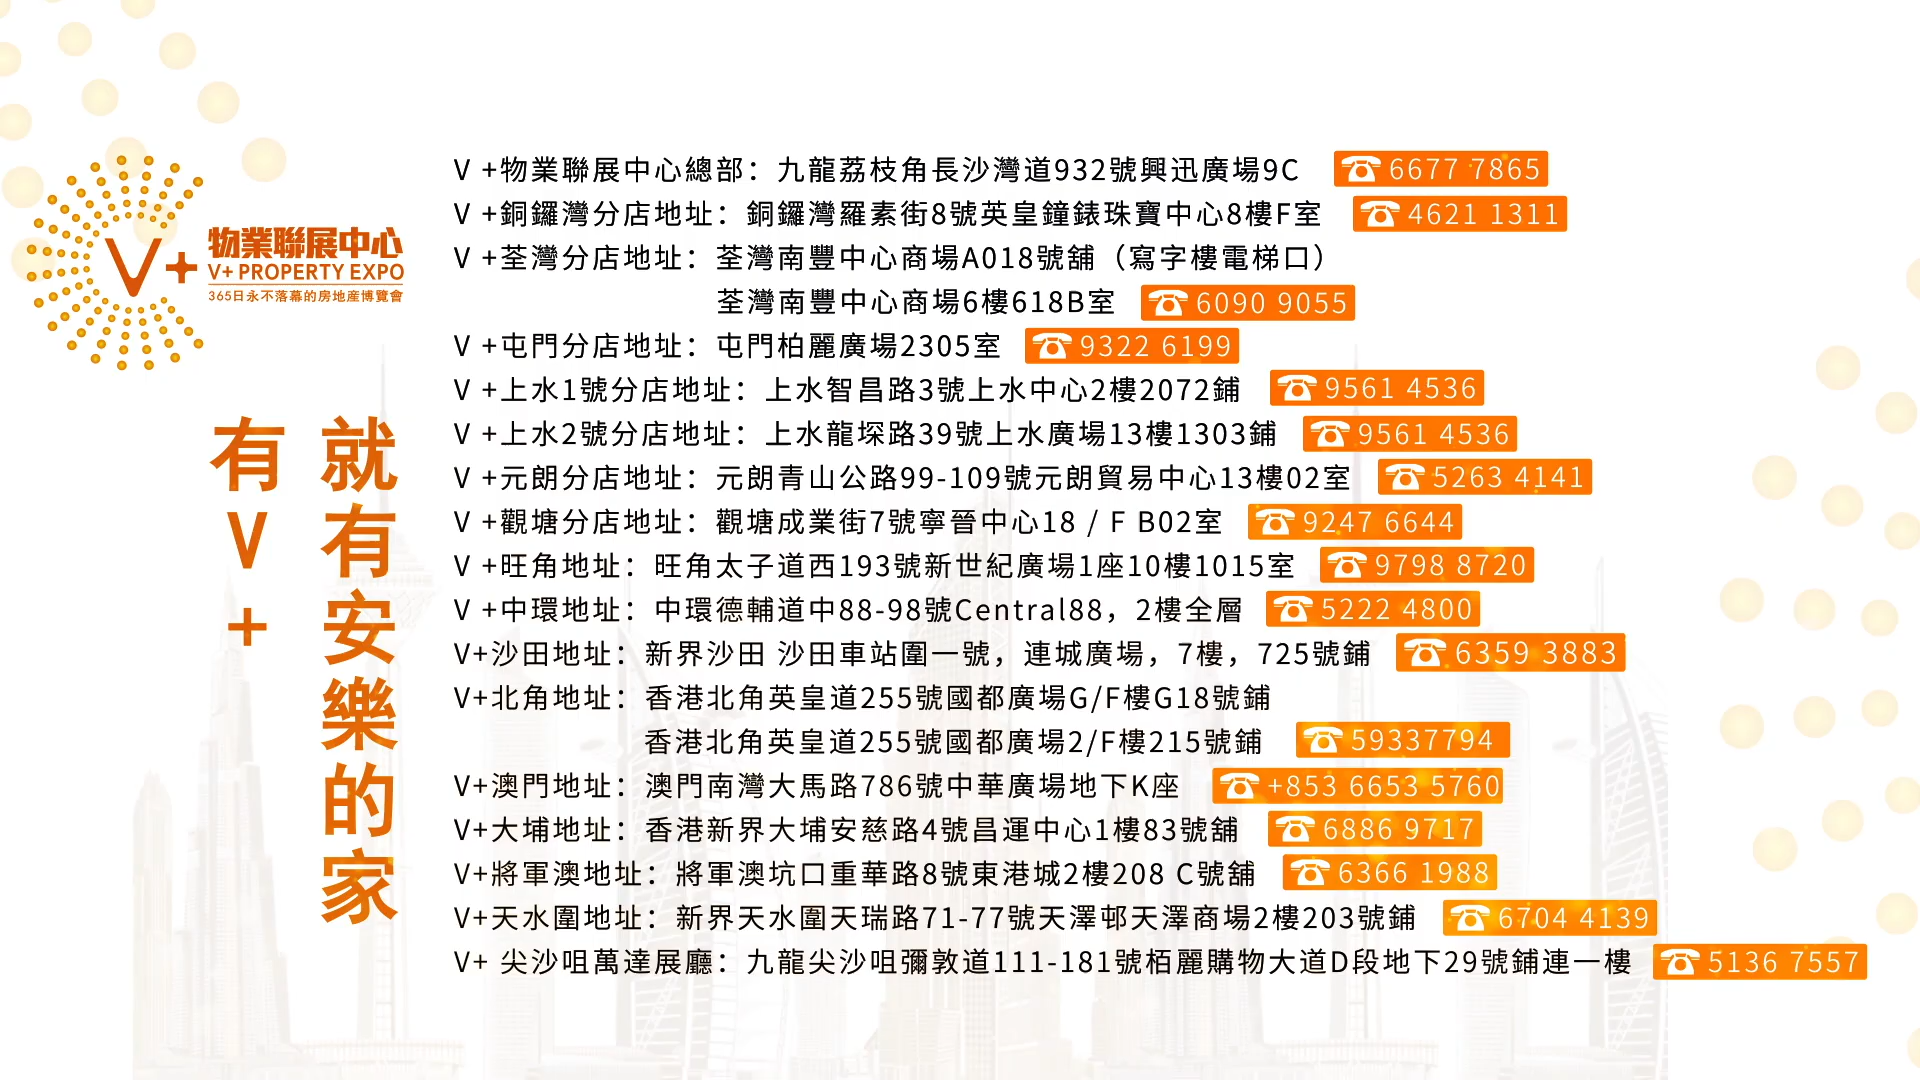 物業聯展中心
V+ PROPERTY EXPO
365日永不落幕的房地産博覽會
有V+
就有安樂的家
V +物業聯展中心總部：九龍荔枝角長沙灣道932號興迅廣場9C ☎ 6677 7865
V +銅鑼灣分店地址：銅鑼灣羅素街8號英皇鐘錶珠寶中心8樓F室 ☎ 4621 1311
V +荃灣分店地址：荃灣南豐中心商場A018號舖（寫字樓電梯口）
荃灣南豐中心商場6樓618B室 ☎ 6090 9055
V +屯門分店地址：屯門柏麗廣場2305室 ☎ 9322 6199
V +上水1號分店地址：上水智昌路3號上水中心2樓2072鋪 ☎ 9561 4536
V +上水2號分店地址：上水龍琛路39號上水廣場13樓1303鋪 ☎ 9561 4536
V +元朗分店地址：元朗青山公路99-109號元朗貿易中心13樓02室 ☎ 5263 4141
V +觀塘分店地址：觀塘成業街7號寧晉中心18 / F B02室 ☎ 9247 6644
V +旺角地址：旺角太子道西193號新世紀廣場1座10樓1015室 ☎ 9798 8720
V +中環地址：中環德輔道中88-98號Central88，2樓全層 ☎ 5222 4800
V+沙田地址：新界沙田 沙田車站圍一號，連城廣場，7樓，725號鋪 ☎ 6359 3883
V+北角地址：香港北角英皇道255號國都廣場G/F樓G18號鋪
香港北角英皇道255號國都廣場2/F樓215號鋪 ☎ 59337794
V+澳門地址：澳門南灣大馬路786號中華廣場地下K座 ☎ +853 6653 5760
V+大埔地址：香港新界大埔安慈路4號昌運中心1樓83號舖 ☎ 6886 9717
V+將軍澳地址：將軍澳坑口重華路8號東港城2樓208 C號舖 ☎ 6366 1988
V+天水圍地址：新界天水圍天瑞路71-77號天澤邨天澤商場2樓203號鋪 ☎ 6704 4139
V+ 尖沙咀萬達展廳：九龍尖沙咀彌敦道111-181號栢麗購物大道D段地下29號鋪連一樓 ☎ 5136 7557